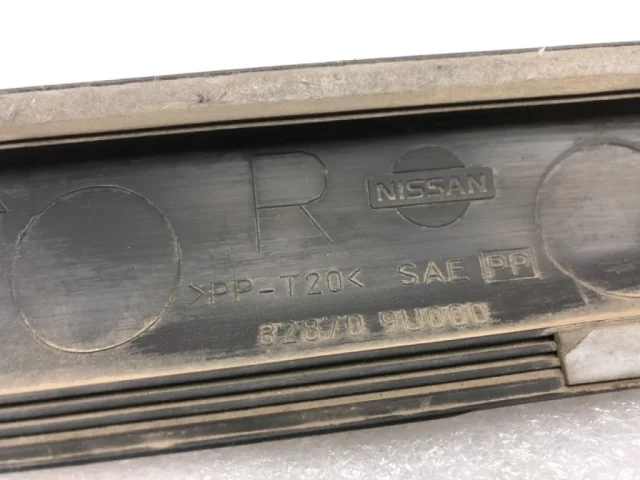 R NISSAN
>PP-T20< SAE PP
82870 9U000